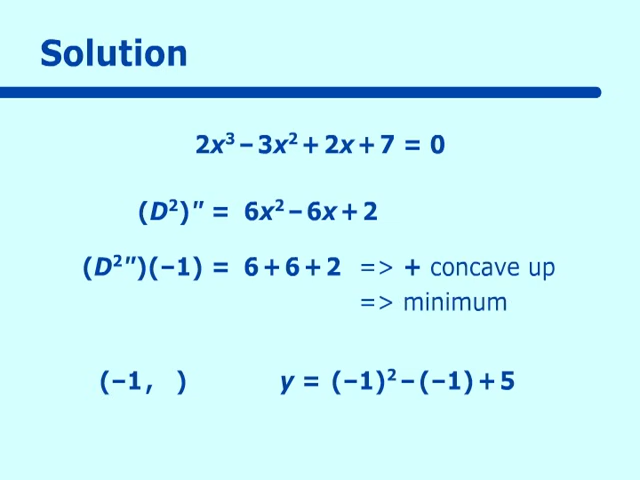 Solution
2x³ – 3x² + 2x + 7 = 0
(D²)″ = 6x² – 6x + 2
(D²″)(–1) = 6 + 6 + 2 => + concave up
=> minimum
(–1, ) y = (–1)² – (–1) + 5